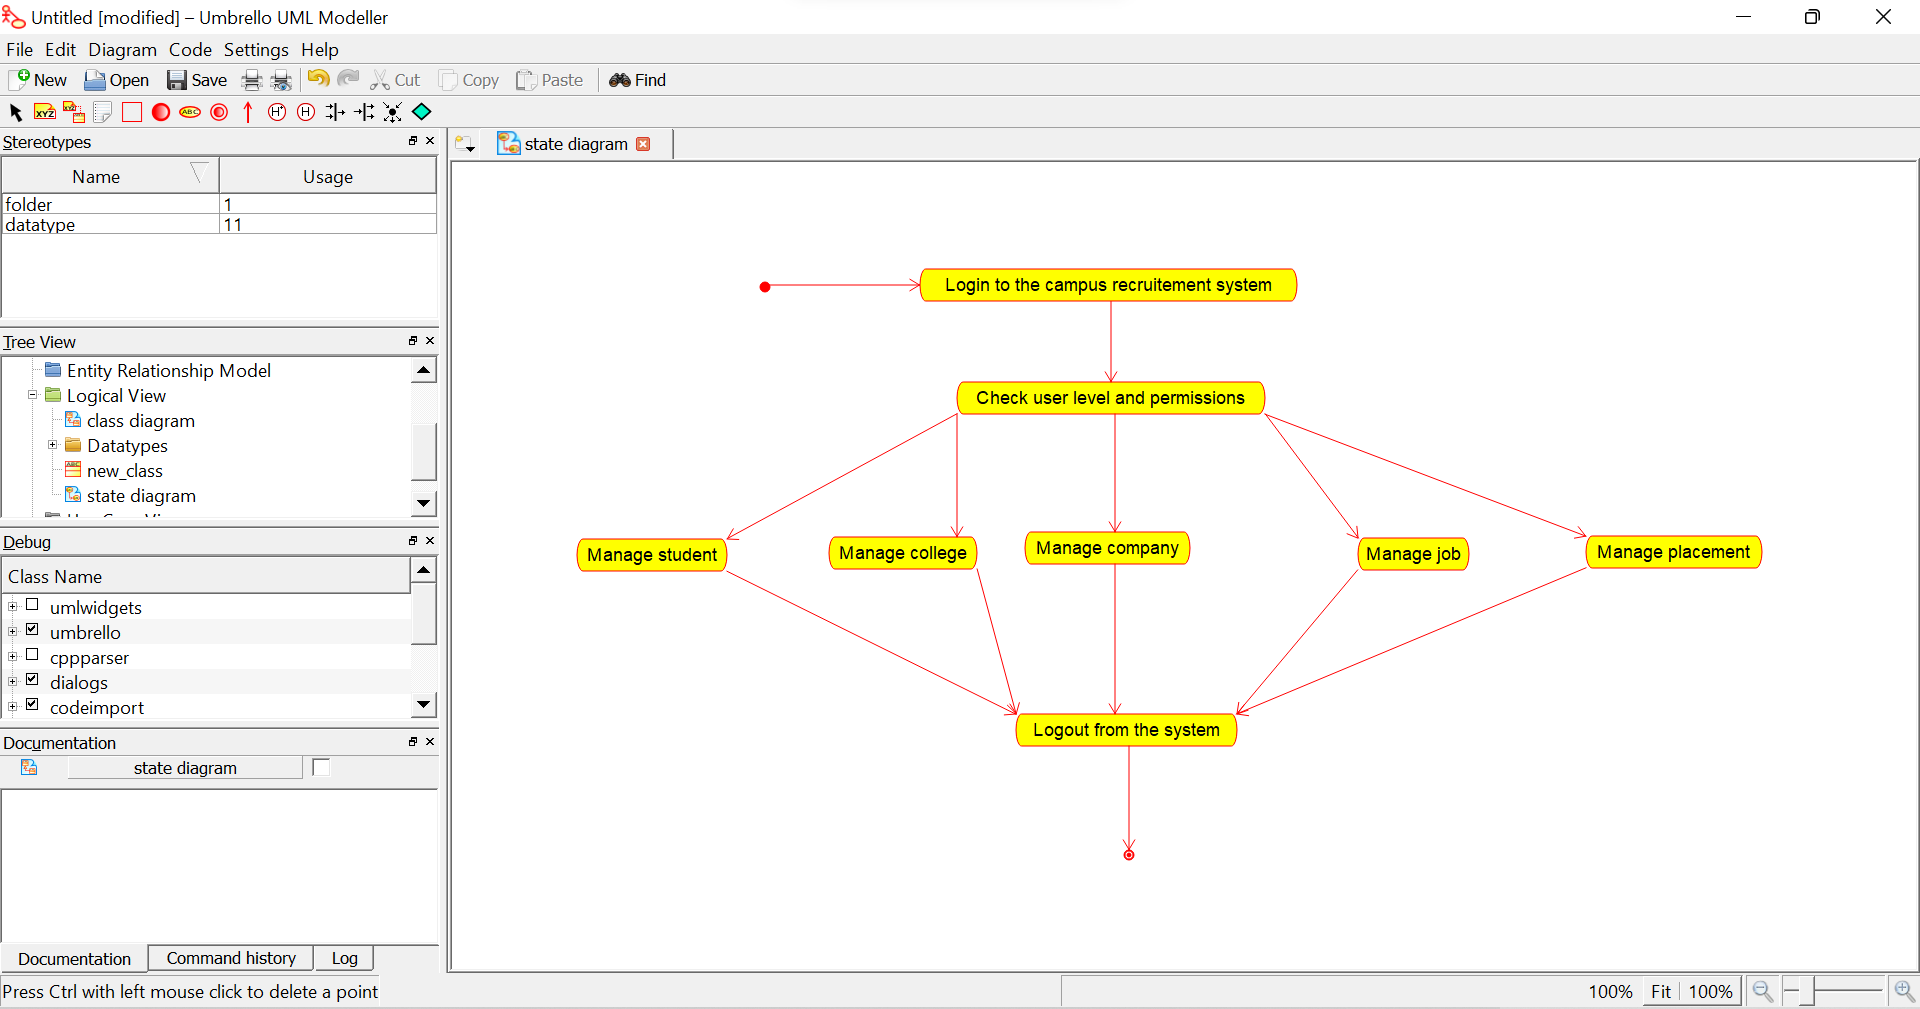 Untitled [modified] – Umbrello UML Modeller
File Edit Diagram Code Settings Help
New Open Save Cut Copy Paste Find
XYZ XYZ ABC H* H
Stereotypes
Name Usage
folder 1
datatype 11
Tree View
Entity Relationship Model
Logical View
class diagram
Datatypes
new_class
state diagram
Debug
Class Name
umlwidgets
umbrello
cppparser
dialogs
codeimport
Documentation
state diagram
Documentation Command history Log
Press Ctrl with left mouse click to delete a point
state diagram
Login to the campus recruitement system
Check user level and permissions
Manage student
Manage college
Manage company
Manage job
Manage placement
Logout from the system
100% Fit 100%